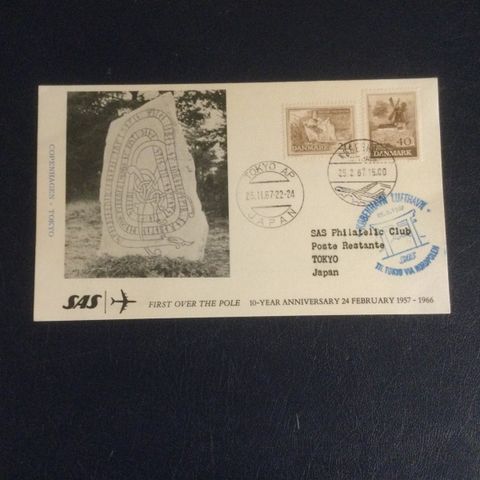 COPENHAGEN - TOKYO
DANMARK
40
DANMARK
TOKYO AP
25.11.67.22-24
JAPAN
25.2.67.15.00
KØBENHAVN LUFTHAVN
TIL TOKYO VIA NORDPOLEN
SAS Philatelic Club
Poste Restante
TOKYO
Japan
SAS
FIRST OVER THE POLE 10-YEAR ANNIVERSARY 24 FEBRUARY 1957 - 1966